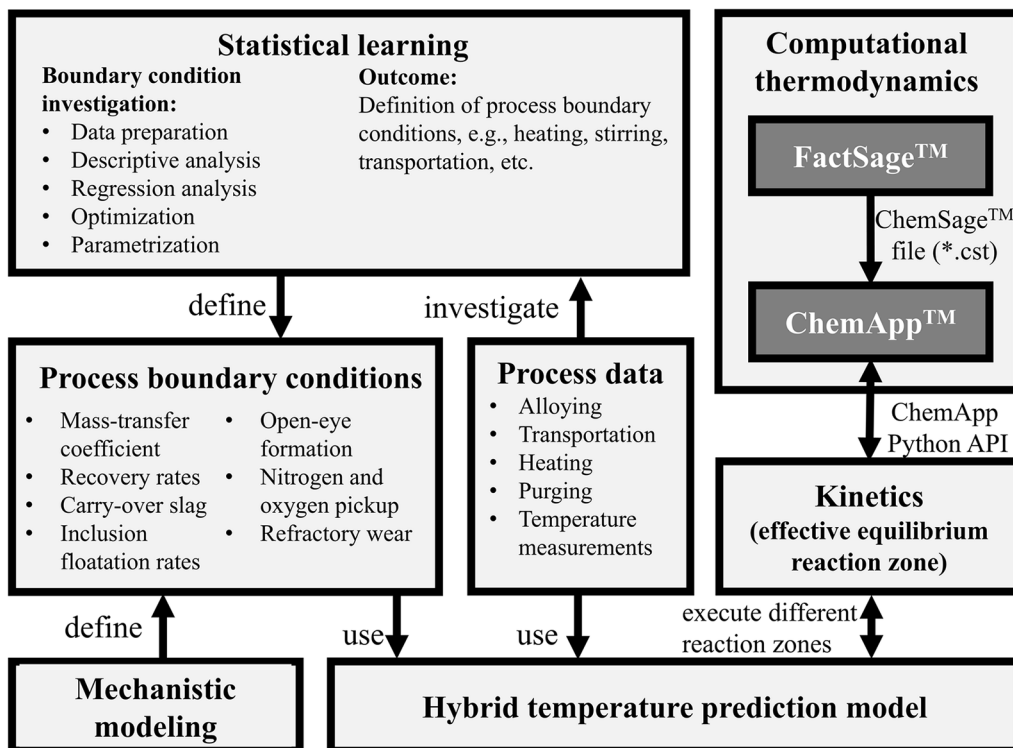 Statistical learning
Boundary condition
investigation:
• Data preparation
• Descriptive analysis
• Regression analysis
• Optimization
• Parametrization
Outcome:
Definition of process boundary
conditions, e.g., heating, stirring,
transportation, etc.
Computational
thermodynamics
FactSage™
ChemSage™
file (*.cst)
ChemApp™
define
investigate
Process boundary conditions
• Mass-transfer
coefficient
• Recovery rates
• Carry-over slag
• Inclusion
floatation rates
• Open-eye
formation
• Nitrogen and
oxygen pickup
• Refractory wear
Process data
• Alloying
• Transportation
• Heating
• Purging
• Temperature
measurements
ChemApp
Python API
Kinetics
(effective equilibrium
reaction zone)
define
use
use
execute different
reaction zones
Mechanistic
modeling
Hybrid temperature prediction model